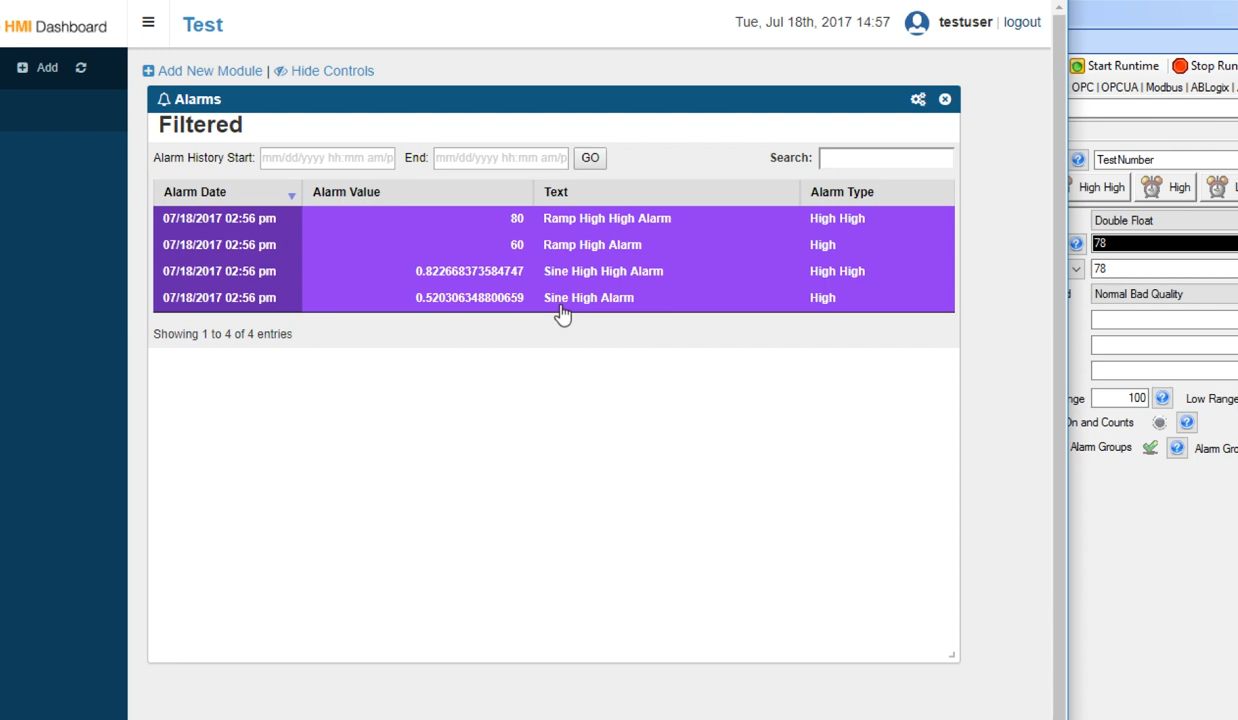 HMI Dashboard
Test
Tue, Jul 18th, 2017 14:57
testuser | logout
Add
Add New Module | Hide Controls
Alarms
Filtered
Alarm History Start: mm/dd/yyyy hh:mm am/p End: mm/dd/yyyy hh:mm am/p GO Search:
Alarm Date Alarm Value Text Alarm Type
07/18/2017 02:56 pm 80 Ramp High High Alarm High High
07/18/2017 02:56 pm 60 Ramp High Alarm High
07/18/2017 02:56 pm 0.822668373584747 Sine High High Alarm High High
07/18/2017 02:56 pm 0.520306348800659 Sine High Alarm High
Showing 1 to 4 of 4 entries
Start Runtime Stop Run
OPC | OPCUA | Modbus | ABLogix |
TestNumber
High High High
Double Float
78
78
Normal Bad Quality
nge 100 Low Range
On and Counts
Alarm Groups Alarm Gro